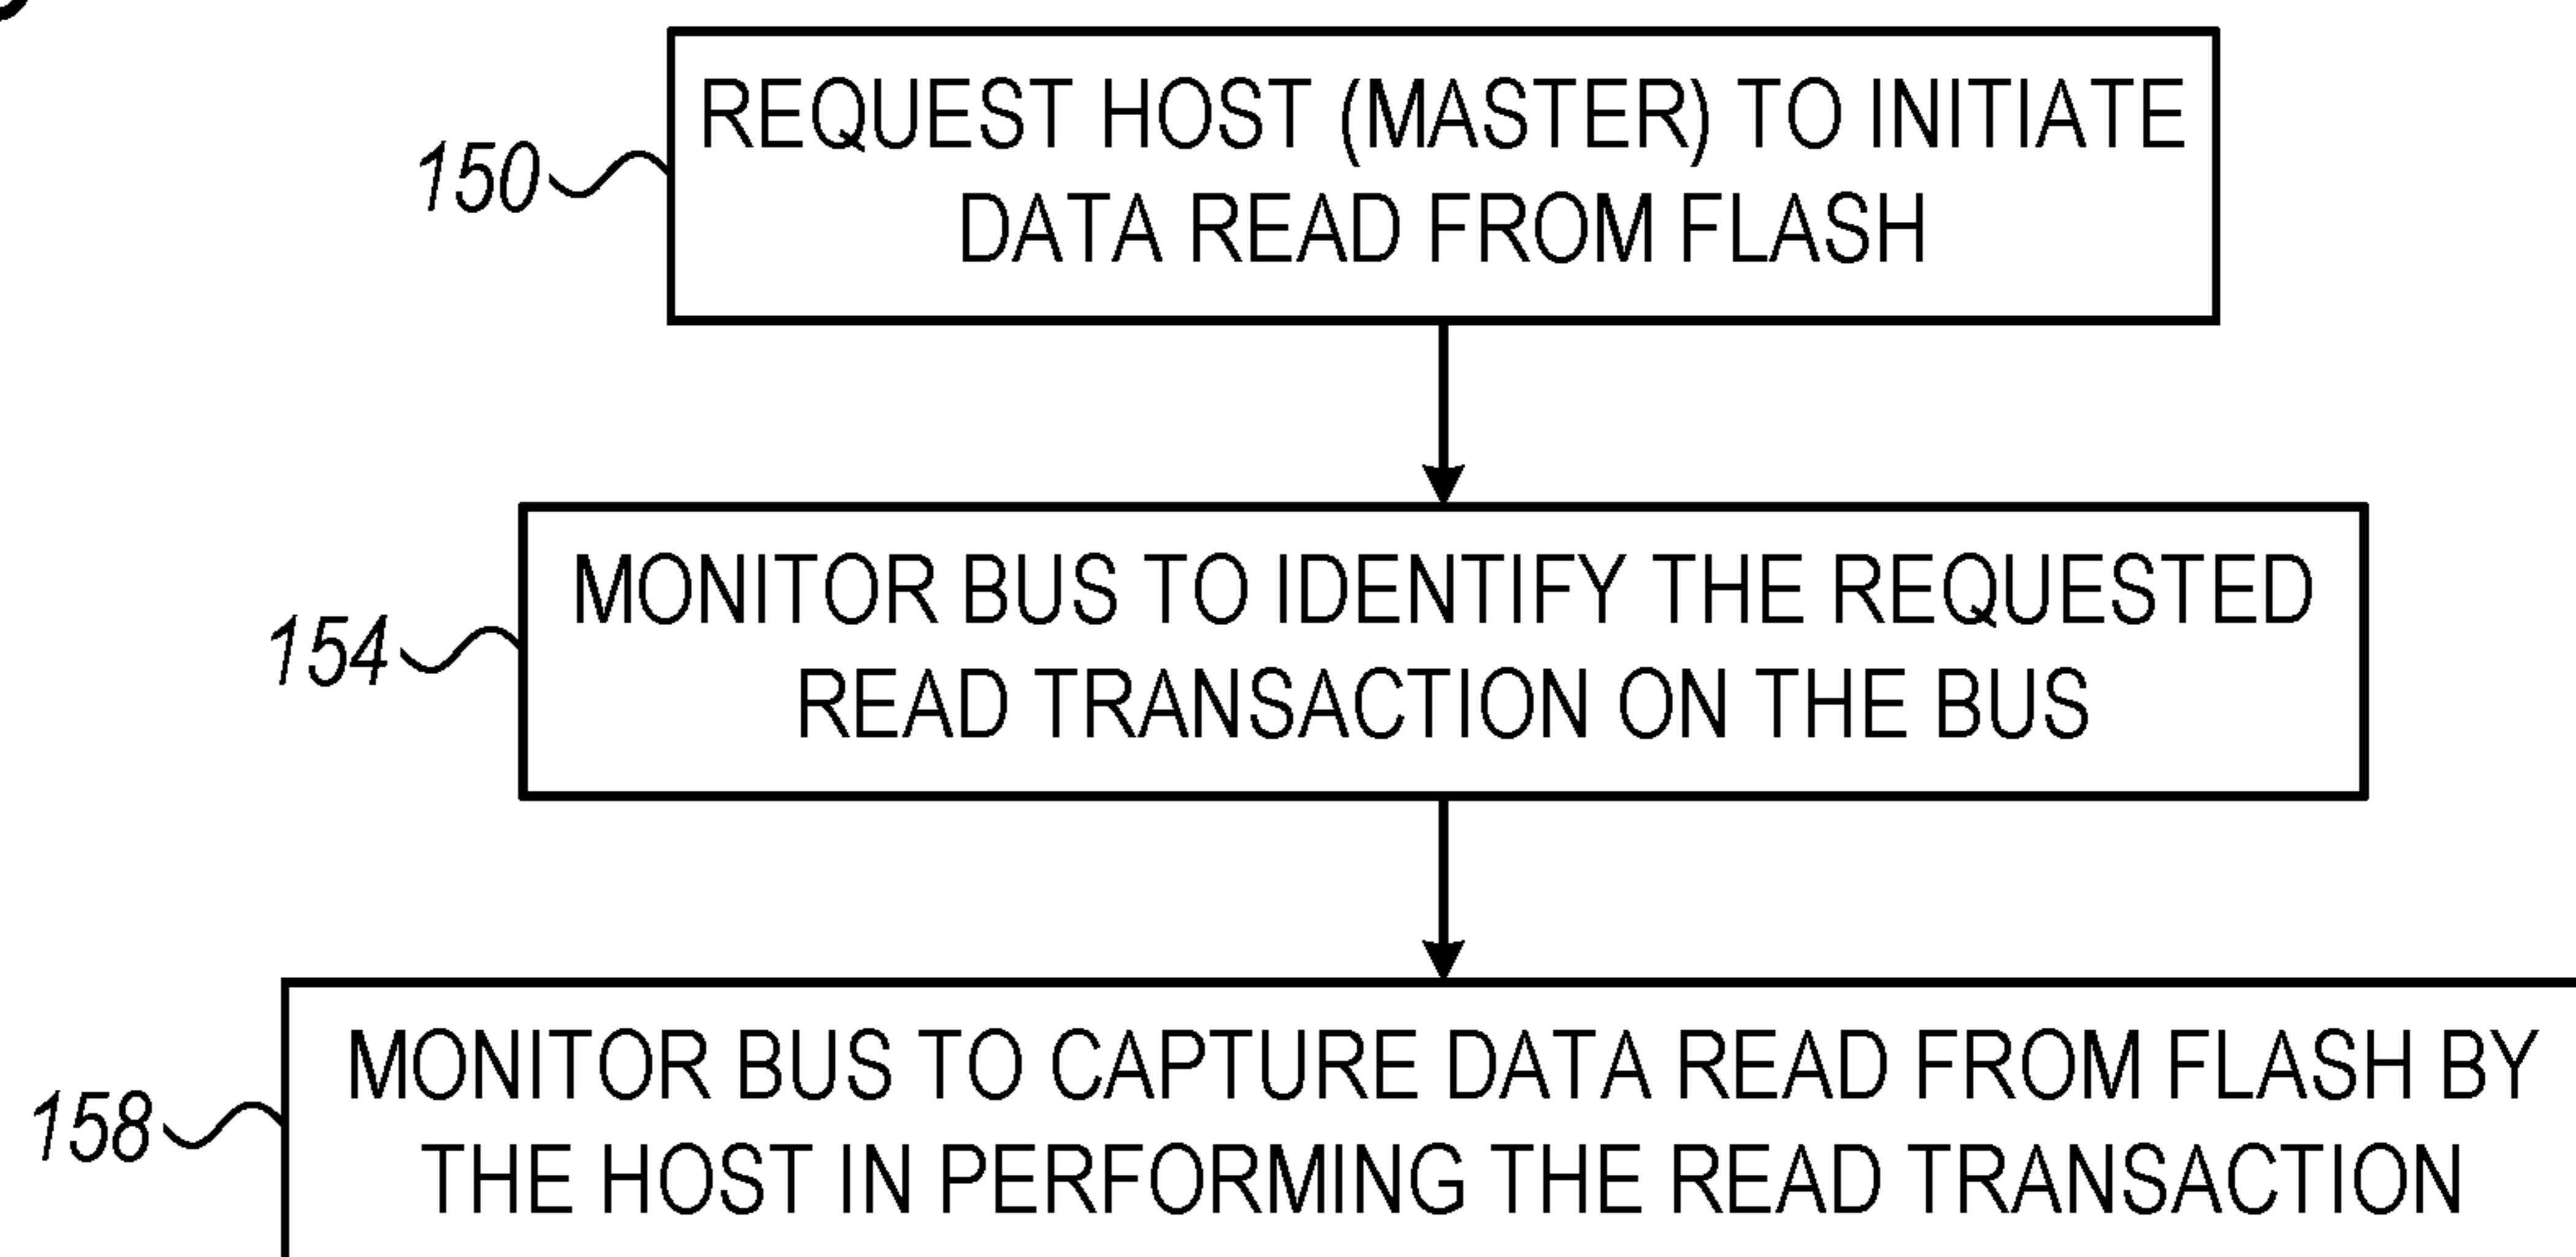 REQUEST HOST (MASTER) TO INITIATE
DATA READ FROM FLASH
150
MONITOR BUS TO IDENTIFY THE REQUESTED
READ TRANSACTION ON THE BUS
154
MONITOR BUS TO CAPTURE DATA READ FROM FLASH BY
THE HOST IN PERFORMING THE READ TRANSACTION
158